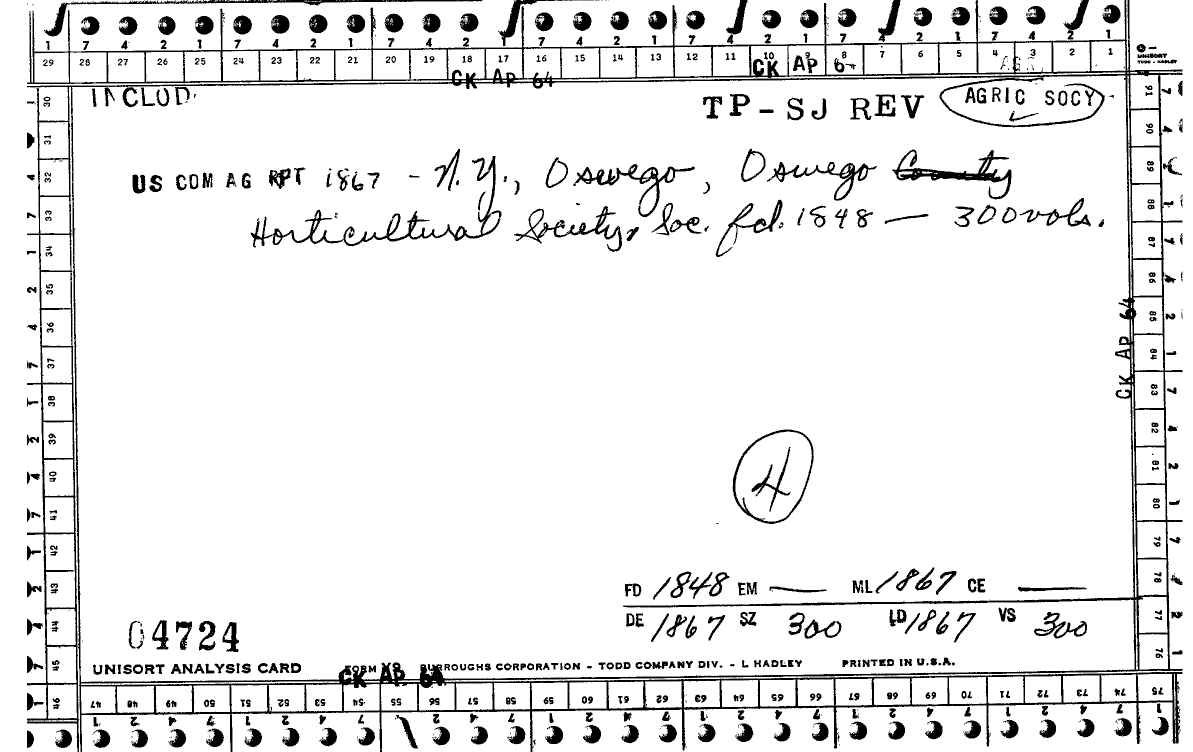 1 7 4 2 1 7 4 2 1 7 4 2 1 7 4 2 1 7 4 2 1 7 4 2 1 7 4 2 1
29 28 27 26 25 24 23 22 21 20 19 18 17 16 15 14 13 12 11 10 9 8 7 6 5 4 3 2 1
UNISORT
TODD - HADLEY
CK AP 64 CK AP 6
INCLUD.
TP-SJ REV AGRIC SOCY
US COM AG RPT 1867 - N.Y., Oswego, Oswego County
Horticultural Society, Soc. fd. 1848 — 300 vols.
CK AP 64
4
FD 1848 EM — ML 1867 CE —
DE 1867 SZ 300 LD 1867 VS 300
04724
UNISORT ANALYSIS CARD FORM BURROUGHS CORPORATION - TODD COMPANY DIV. - L HADLEY PRINTED IN U.S.A.
CK AP 64
30 31 32 33 34 35 36 37 38 39 40 41 42 43 44 45 46
91 90 89 88 87 86 85 84 83 82 81 80 79 78 77 76
47 48 49 50 51 52 53 54 55 56 57 58 59 60 61 62 63 64 65 66 67 68 69 70 71 72 73 74 75